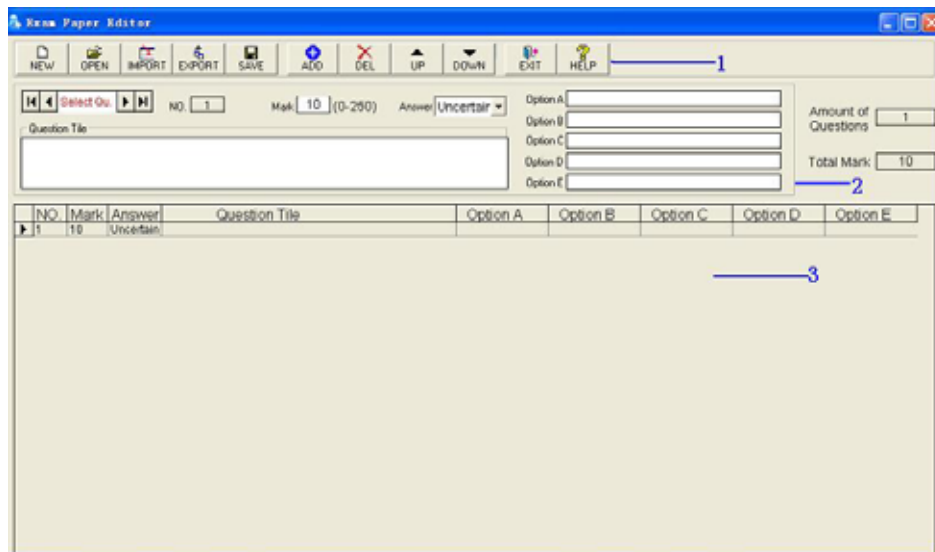 Exam Paper Editor
NEW OPEN IMPORT EXPORT SAVE ADD DEL UP DOWN EXIT HELP 1
Select Qu. NO. 1 Mark 10 (0-250) Answer Uncertain
Question Tile
Option A
Option B
Option C
Option D
Option E
Amount of Questions 1
Total Mark 10
2
NO. Mark Answer Question Tile Option A Option B Option C Option D Option E
1 10 Uncertain
3